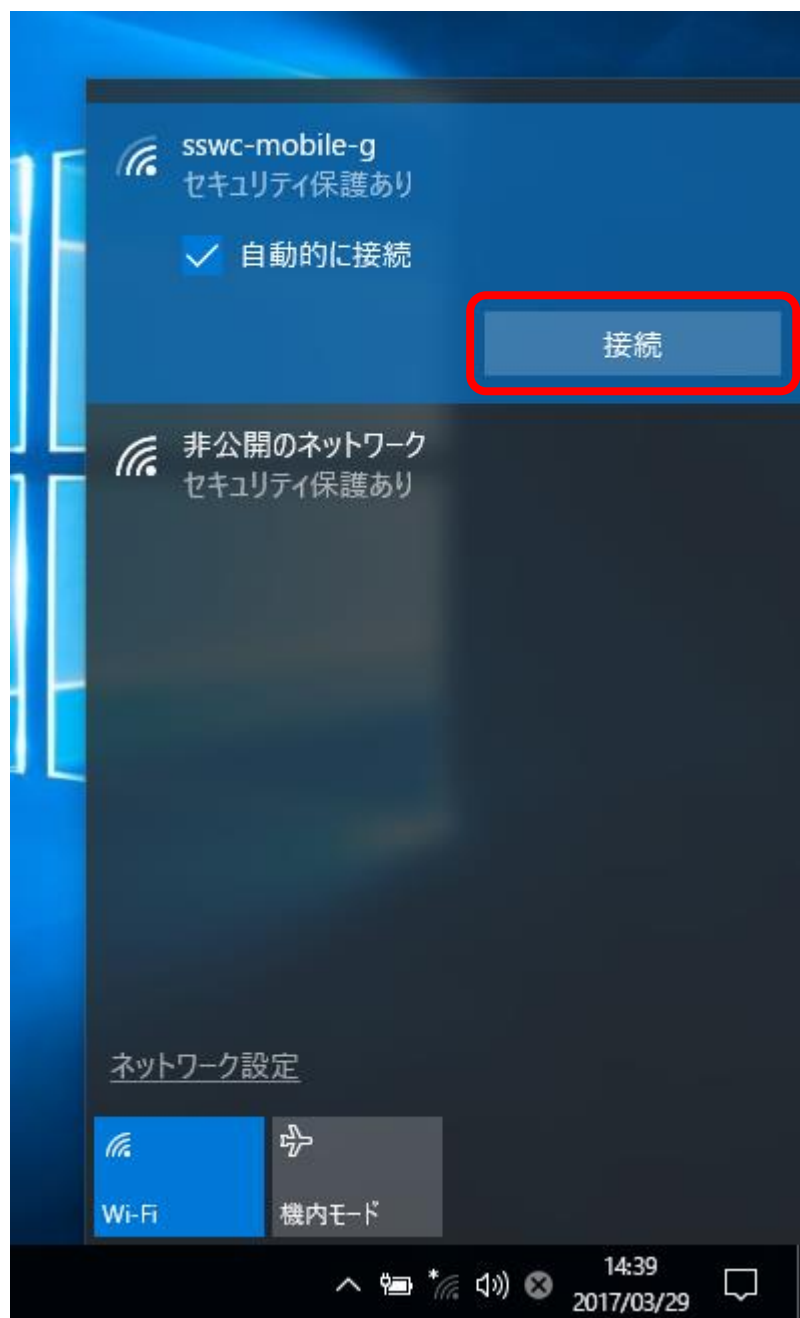 sswc-mobile-g
セキュリティ保護あり
自動的に接続
接続
非公開のネットワーク
セキュリティ保護あり
ネットワーク設定
Wi-Fi
機内モード
14:39
2017/03/29